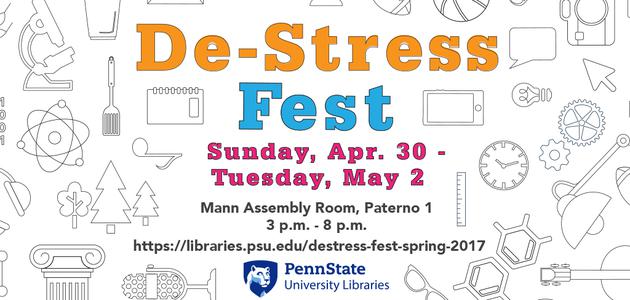 De-Stress
Fest
Sunday, Apr. 30 -
Tuesday, May 2
Mann Assembly Room, Paterno 1
3 p.m. - 8 p.m.
https://libraries.psu.edu/destress-fest-spring-2017
PennState
University Libraries